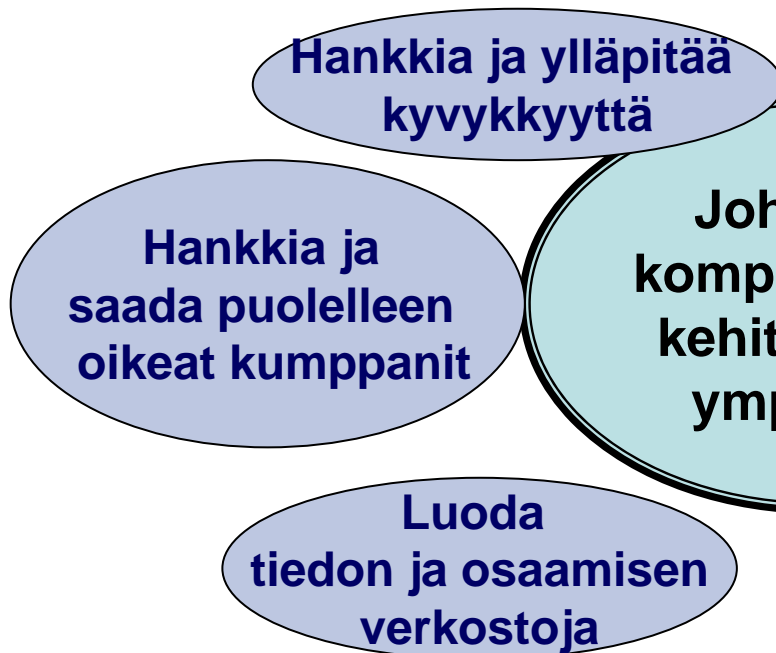 Hankkia ja ylläpitää
kyvykkyyttä
Hankkia ja
saada puolelleen
oikeat kumppanit
Luoda
tiedon ja osaamisen
verkostoja